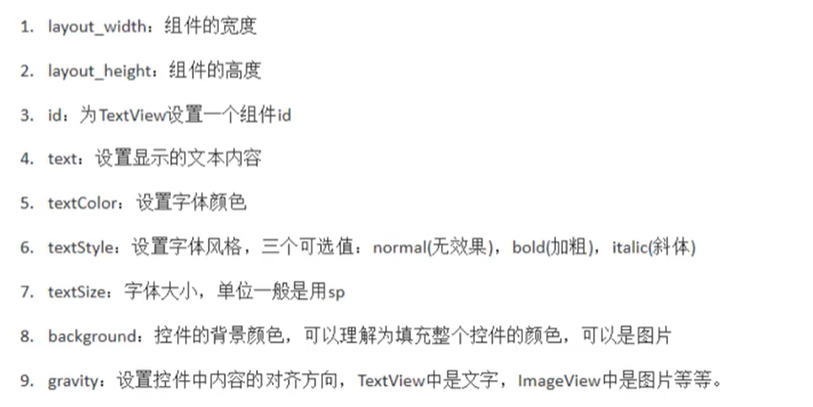 1. layout_width：组件的宽度
2. layout_height：组件的高度
3. id：为TextView设置一个组件id
4. text：设置显示的文本内容
5. textColor：设置字体颜色
6. textStyle：设置字体风格，三个可选值：normal(无效果)，bold(加粗)，italic(斜体)
7. textSize：字体大小，单位一般是用sp
8. background：控件的背景颜色，可以理解为填充整个控件的颜色，可以是图片
9. gravity：设置控件中内容的对齐方向，TextView中是文字，ImageView中是图片等等。